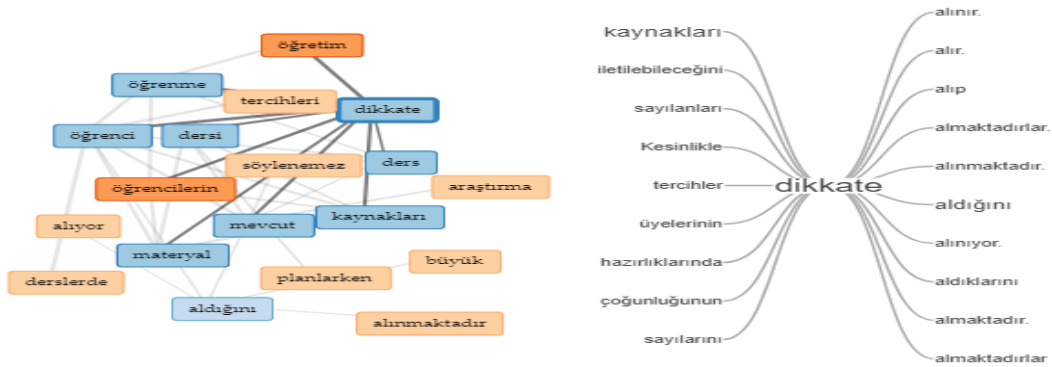 öğretim
öğrenme
tercihleri
dikkate
öğrenci
dersi
söylenemez
ders
öğrencilerin
araştırma
alıyor
mevcut
kaynakları
materyal
büyük
derslerde
planlarken
aldığını
alınmaktadır
kaynakları
iletilebileceğini
sayılanları
Kesinlikle
tercihler
üyelerinin
hazırlıklarında
çoğunluğunun
sayılarını
dikkate
alınır.
alır.
alıp
almaktadırlar.
alınmaktadır.
aldığını
alınıyor.
aldıklarını
almaktadır.
almaktadırlar